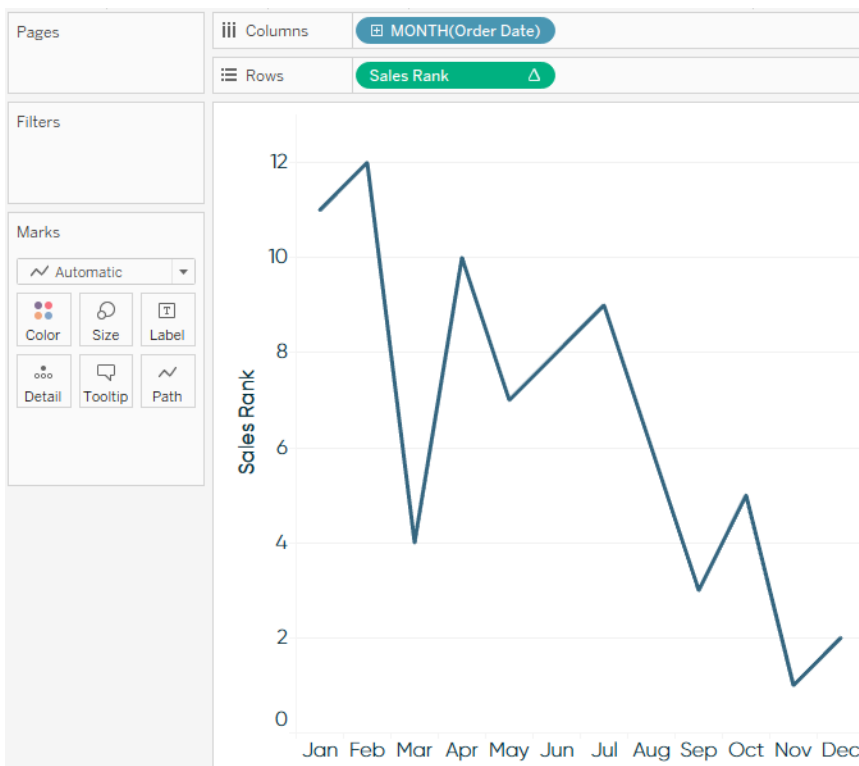 Pages
Columns
MONTH(Order Date)
Rows
Sales Rank Δ
Filters
Marks
Automatic
Color Size Label
Detail Tooltip Path
Sales Rank
12
10
8
6
4
2
0
Jan Feb Mar Apr May Jun Jul Aug Sep Oct Nov Dec